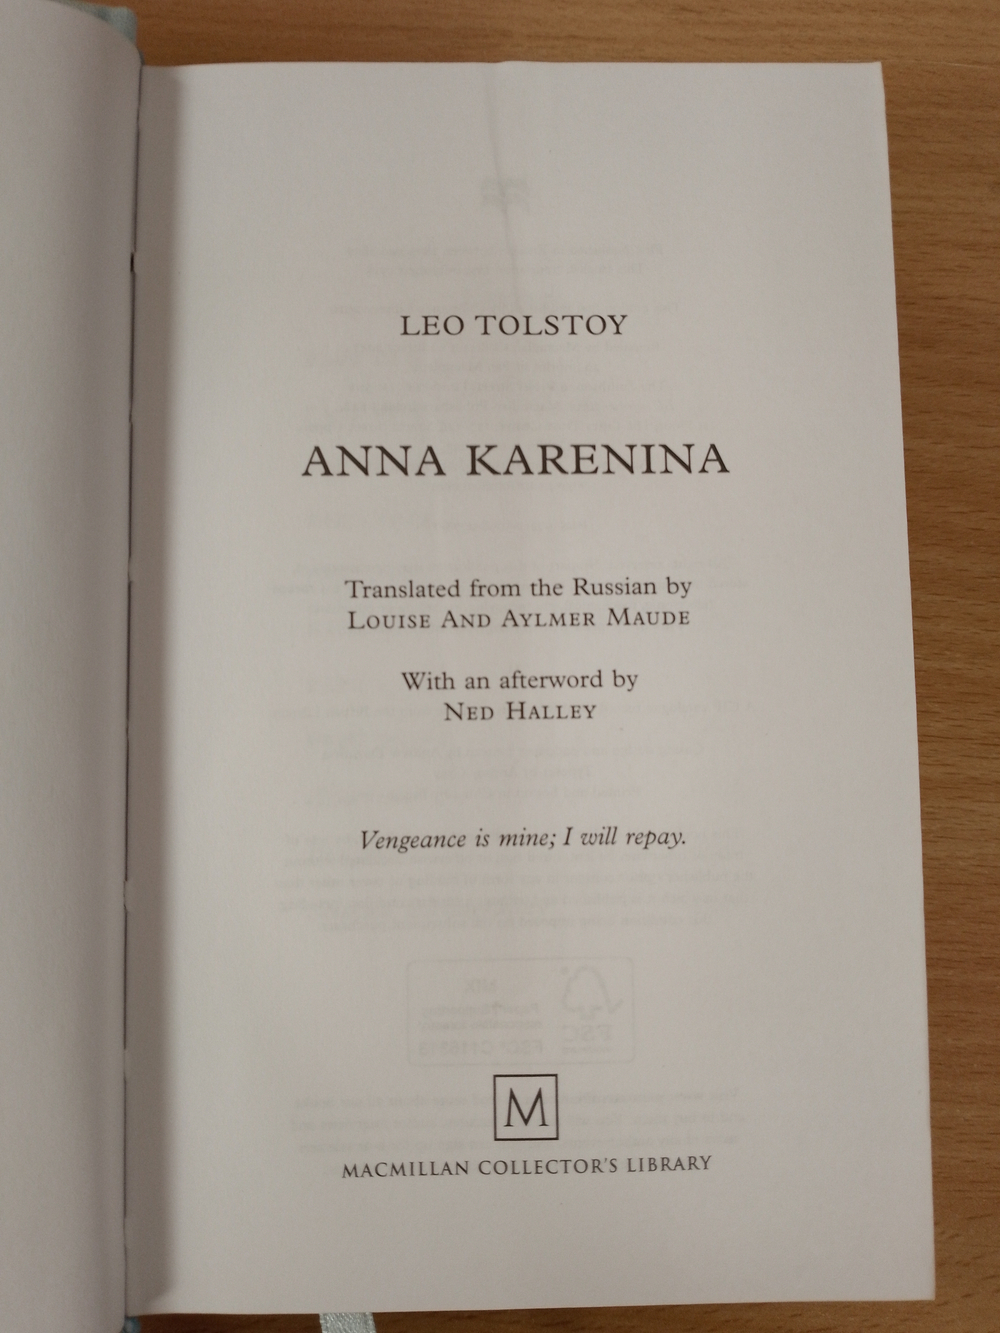 LEO TOLSTOY
ANNA KARENINA
Translated from the Russian by
LOUISE AND AYLMER MAUDE
With an afterword by
NED HALLEY
Vengeance is mine; I will repay.
M
MACMILLAN COLLECTOR'S LIBRARY